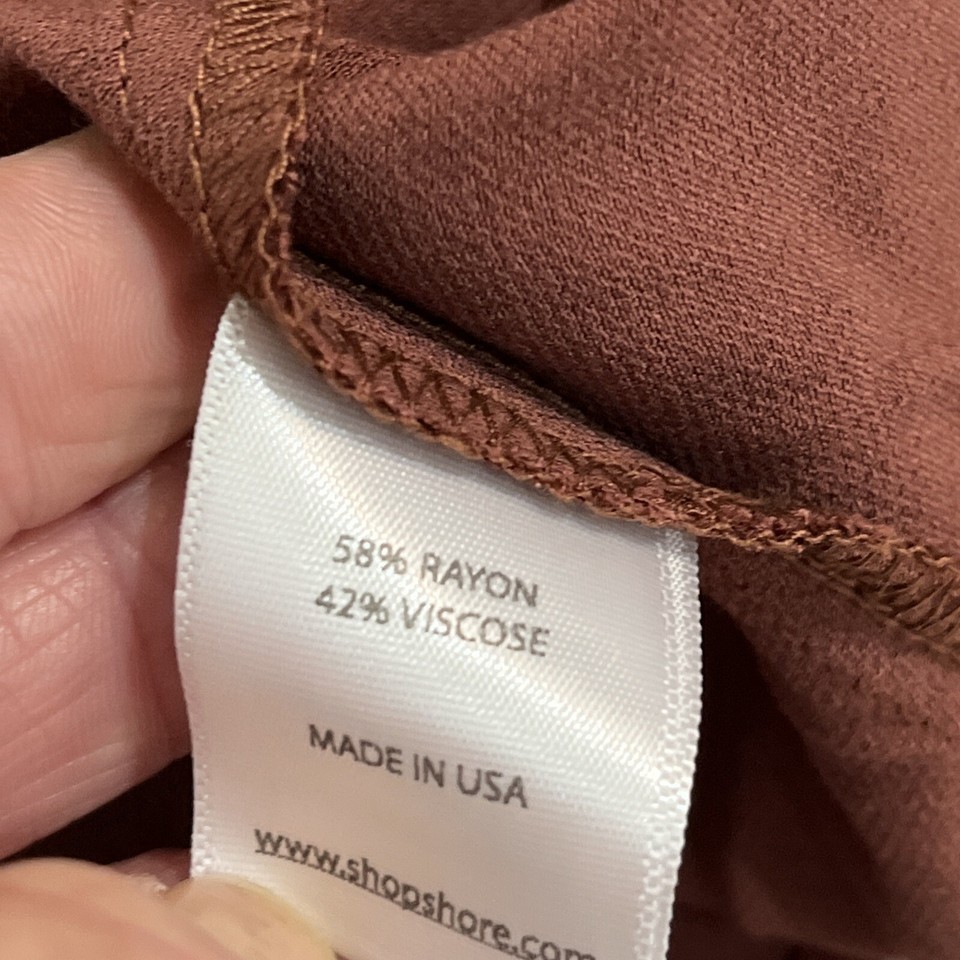 58% RAYON
42% VISCOSE
MADE IN USA
www.shopshore.com